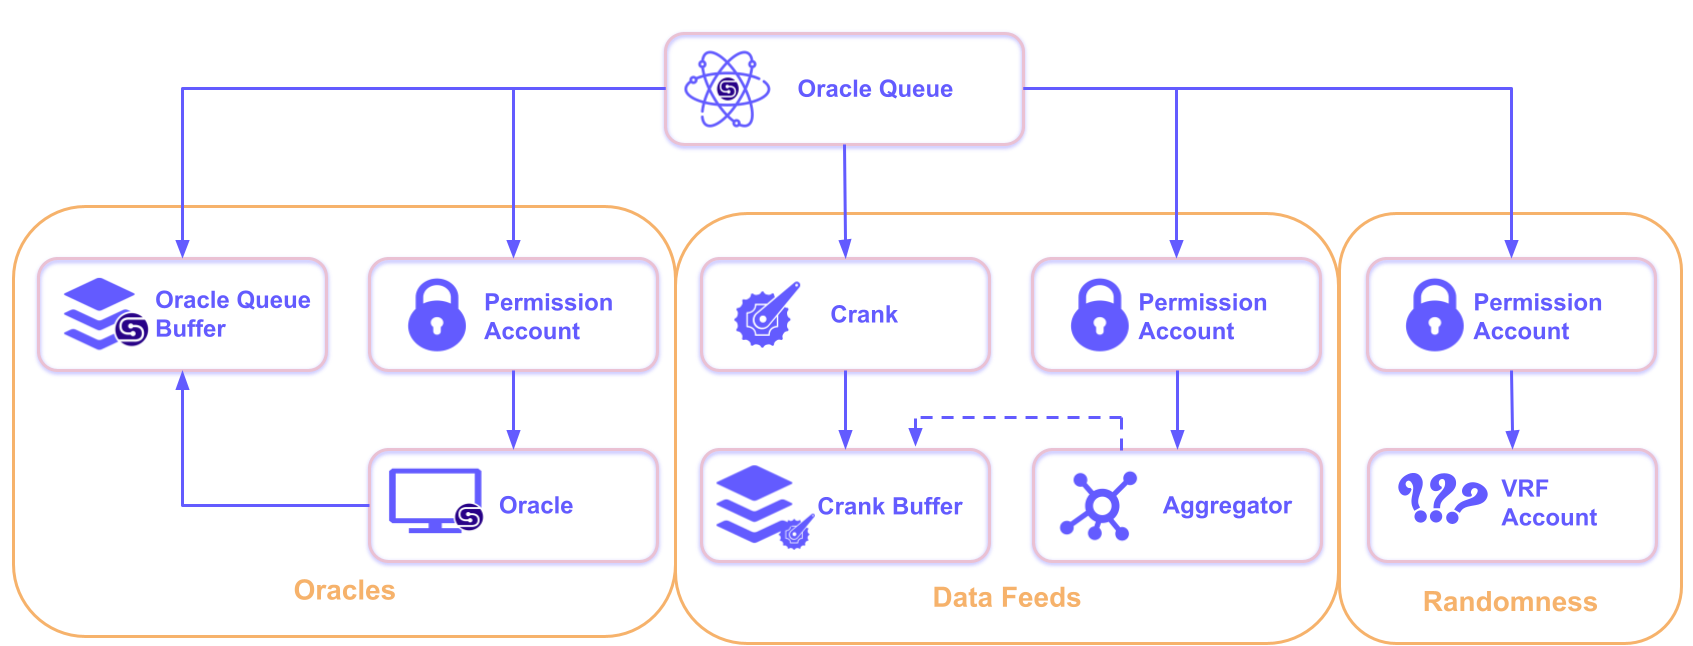 Oracle Queue
Oracle Queue
Buffer
Permission
Account
Crank
Permission
Account
Permission
Account
Oracle
Crank Buffer
Aggregator
VRF
Account
Oracles
Data Feeds
Randomness